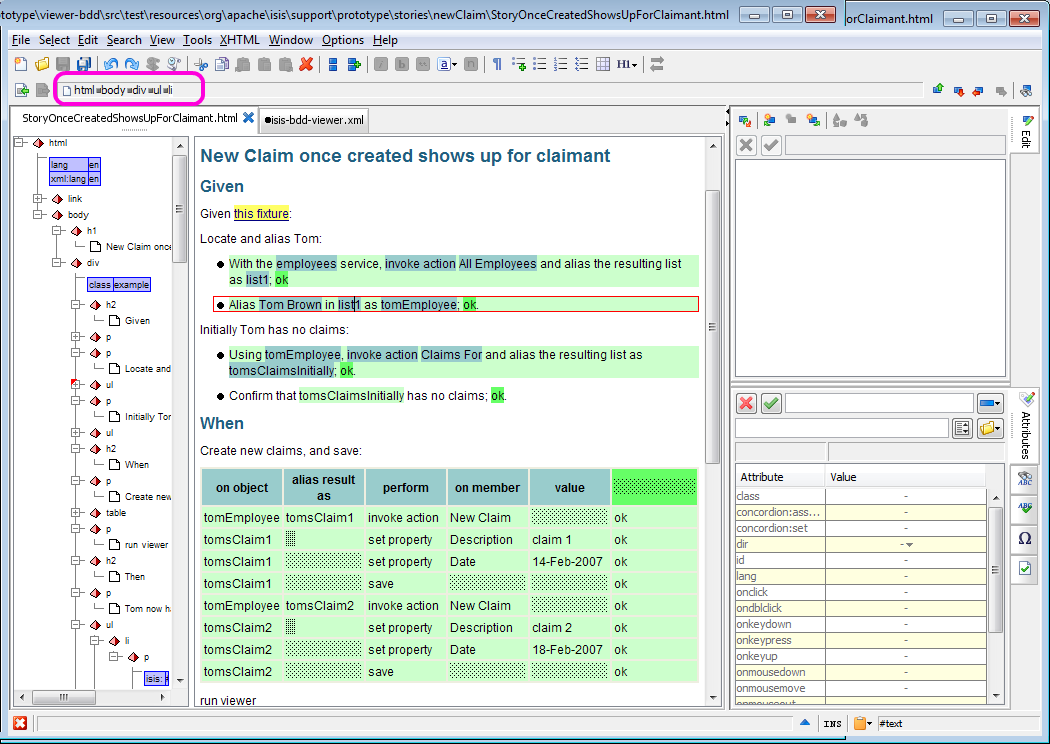 ototype\viewer-bdd\src\test\resources\org\apache\isis\support\prototype\stories\newClaim\StoryOnceCreatedShowsUpForClaimant.html
orClaimant.html
File Select Edit Search View Tools XHTML Window Options Help
H1
html body div ul li
StoryOnceCreatedShowsUpForClaimant.html
●isis-bdd-viewer.xml
html
lang en
xml:lang en
link
body
h1
New Claim once
div
class example
h2
Given
p
p
Locate and
ul
p
Initially Tom
ul
h2
When
p
Create new
table
p
run viewer
h2
Then
p
Tom now ha
ul
li
p
isis:
New Claim once created shows up for claimant
Given
Given this fixture:
Locate and alias Tom:
● With the employees service, invoke action All Employees and alias the resulting list
as list1; ok
● Alias Tom Brown in list1 as tomEmployee; ok.
Initially Tom has no claims:
● Using tomEmployee, invoke action Claims For and alias the resulting list as
tomsClaimsInitially; ok.
● Confirm that tomsClaimsInitially has no claims; ok.
When
Create new claims, and save:
on object alias result as perform on member value
tomEmployee tomsClaim1 invoke action New Claim ok
tomsClaim1 set property Description claim 1 ok
tomsClaim1 set property Date 14-Feb-2007 ok
tomsClaim1 save ok
tomEmployee tomsClaim2 invoke action New Claim ok
tomsClaim2 set property Description claim 2 ok
tomsClaim2 set property Date 18-Feb-2007 ok
tomsClaim2 save ok
run viewer
Edit
Attributes
ABC
ABC
Ω
Attribute Value
class -
concordion:ass... -
concordion:set -
dir -
id -
lang -
onclick -
ondblclick -
onkeydown -
onkeypress -
onkeyup -
onmousedown -
onmousemove -
onmouseout -
INS
#text